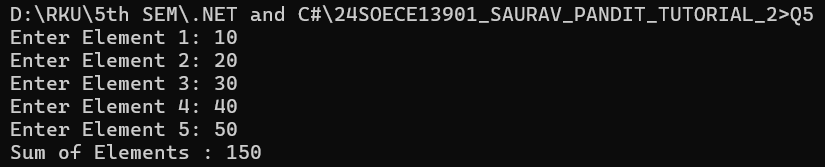 D:\RKU\5th SEM\.NET and C#\24SOECE13901_SAURAV_PANDIT_TUTORIAL_2>Q5
Enter Element 1: 10
Enter Element 2: 20
Enter Element 3: 30
Enter Element 4: 40
Enter Element 5: 50
Sum of Elements : 150